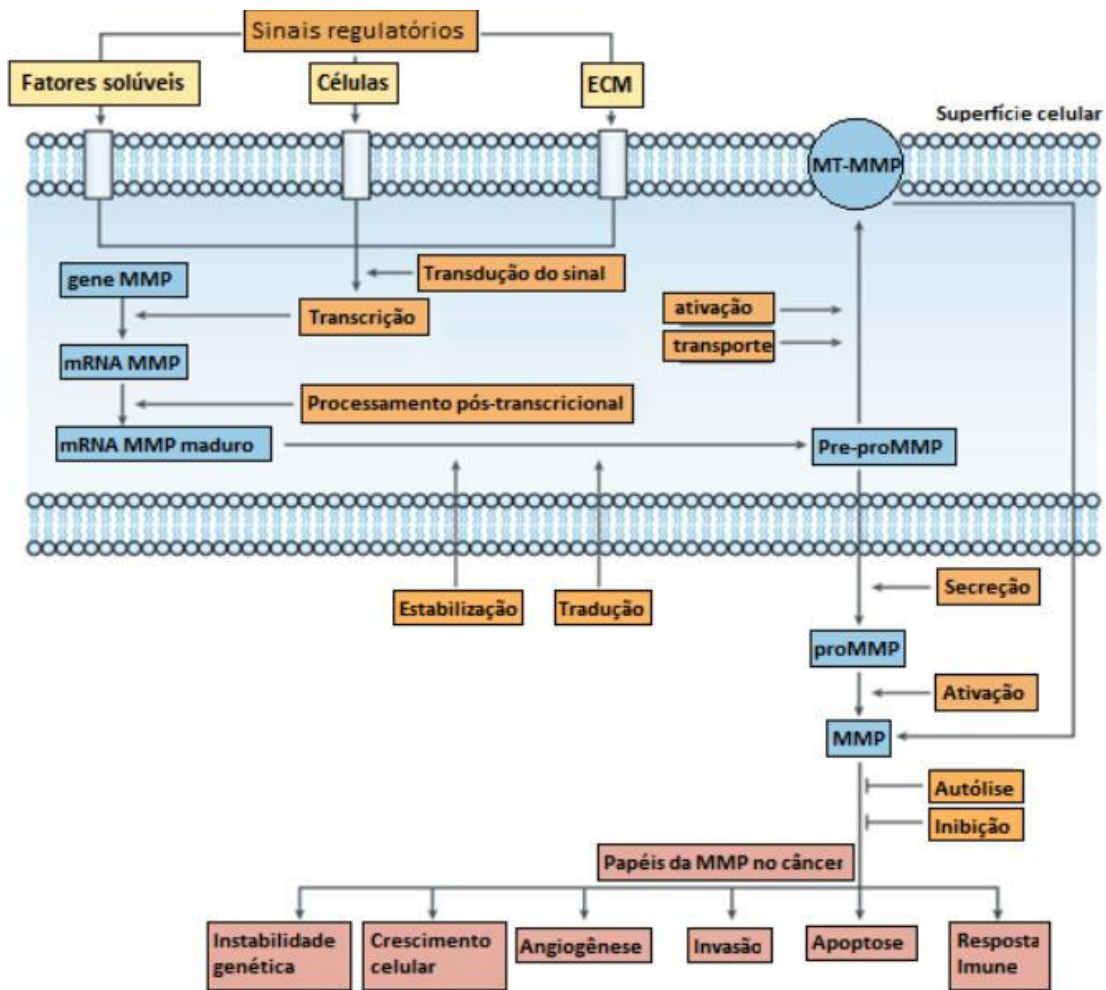 Sinais regulatórios
Fatores solúveis
Células
ECM
Superfície celular
MT-MMP
gene MMP
Transdução do sinal
Transcrição
ativação
transporte
mRNA MMP
Processamento pós-transcricional
mRNA MMP maduro
Pre-proMMP
Estabilização
Tradução
Secreção
proMMP
Ativação
MMP
Autólise
Inibição
Papéis da MMP no câncer
Instabilidade
genética
Crescimento
celular
Angiogênese
Invasão
Apoptose
Resposta
Imune